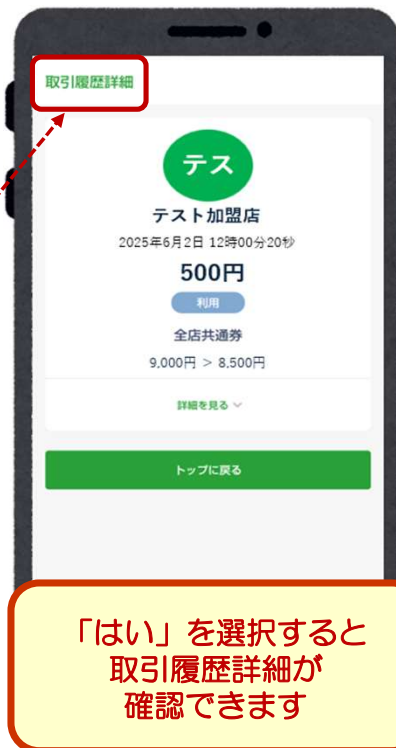 取引履歴詳細
テス
テスト加盟店
2025年6月2日 12時00分20秒
500円
利用
全店共通券
9,000円 > 8,500円
詳細を見る
トップに戻る
「はい」を選択すると
取引履歴詳細が
確認できます